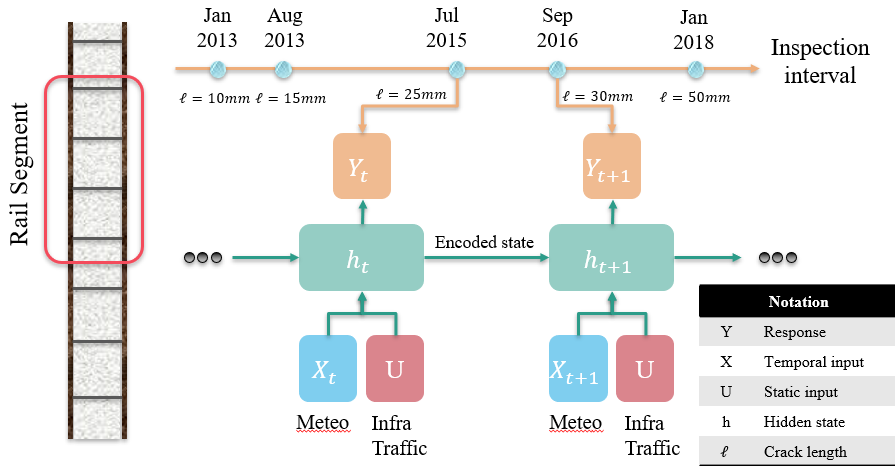 Jan
2013
Aug
2013
Jul
2015
Sep
2016
Jan
2018
Inspection
interval
ℓ = 10mm
ℓ = 15mm
ℓ = 25mm
ℓ = 30mm
ℓ = 50mm
Rail Segment
Y_t
Y_{t+1}
h_t
Encoded state
h_{t+1}
X_t
U
X_{t+1}
U
Meteo
Infra
Traffic
Meteo
Infra
Traffic
Notation
Y Response
X Temporal input
U Static input
h Hidden state
ℓ Crack length